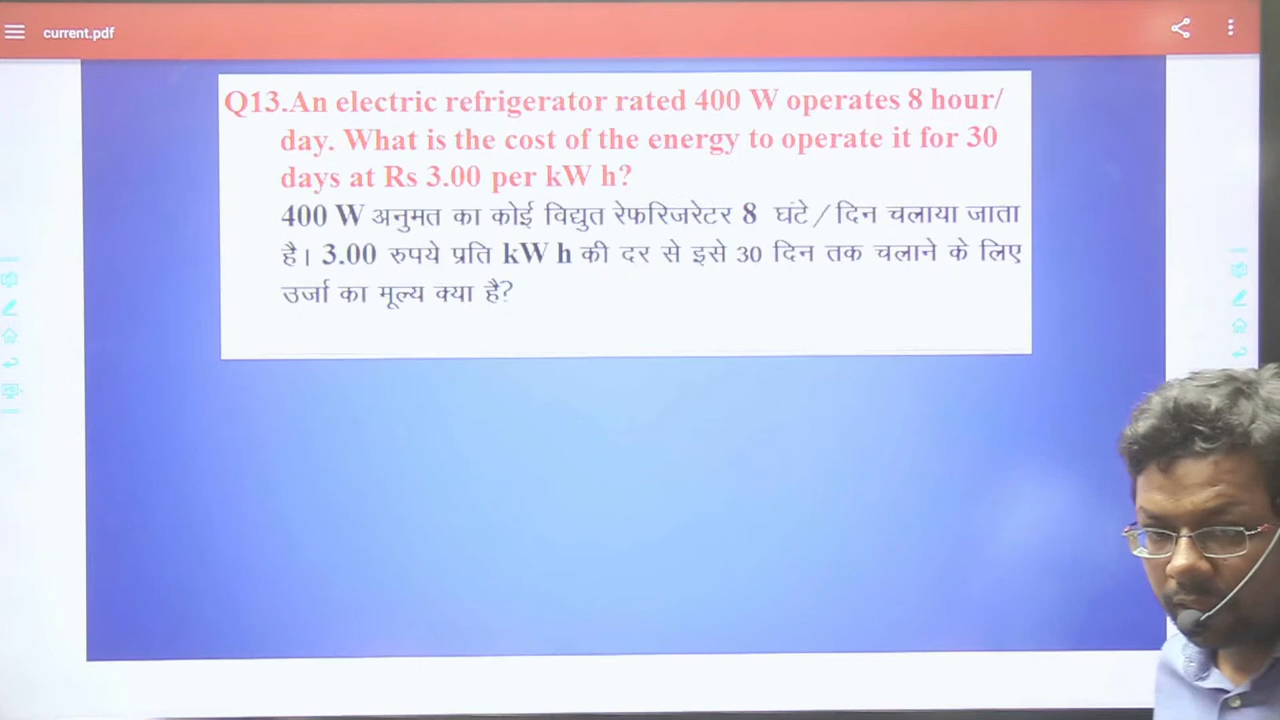 current.pdf
Q13.An electric refrigerator rated 400 W operates 8 hour/
day. What is the cost of the energy to operate it for 30
days at Rs 3.00 per kW h?
400 W अनुमत का कोई विद्युत रेफरिजरेटर 8 घंटे/दिन चलाया जाता
है। 3.00 रुपये प्रति kW h की दर से इसे 30 दिन तक चलाने के लिए
उर्जा का मूल्य क्या है?